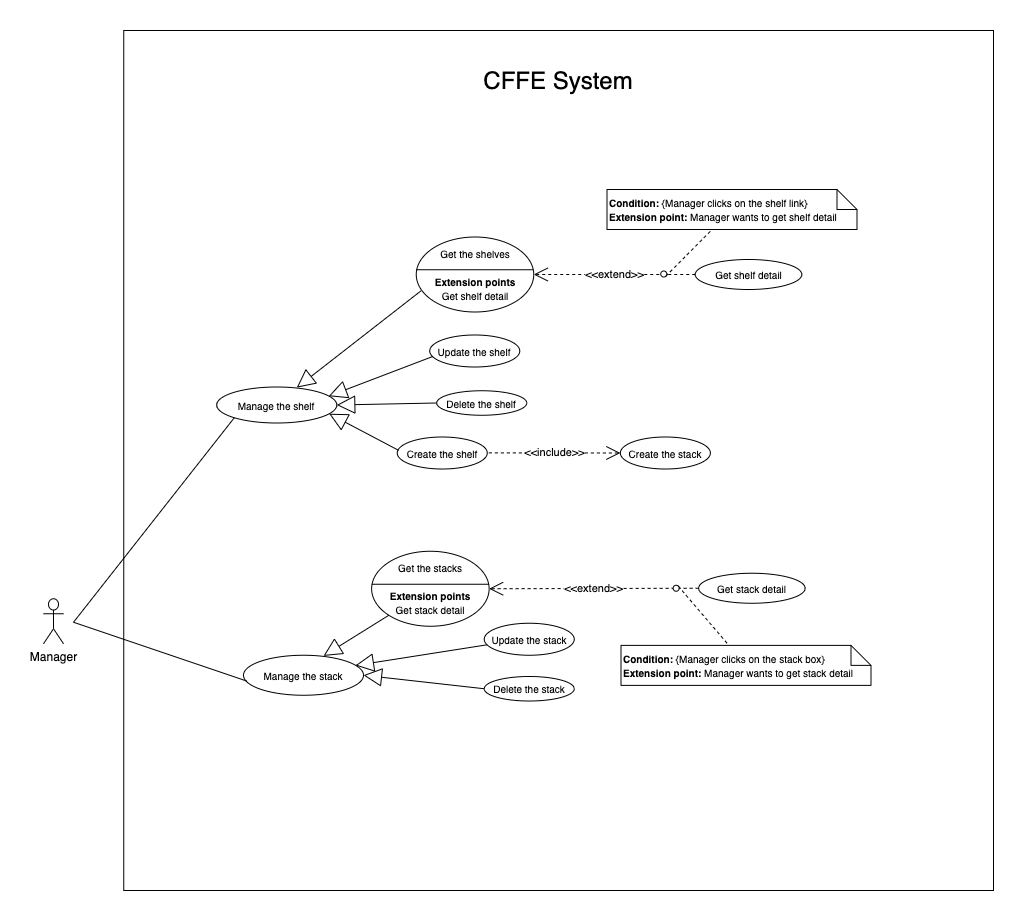 CFFE System
Condition: {Manager clicks on the shelf link}
Extension point: Manager wants to get shelf detail
Get the shelves
Extension points
Get shelf detail
<<extend>>
Get shelf detail
Update the shelf
Manage the shelf
Delete the shelf
Create the shelf
<<include>>
Create the stack
Get the stacks
Extension points
Get stack detail
<<extend>>
Get stack detail
Manager
Update the stack
Manage the stack
Delete the stack
Condition: {Manager clicks on the stack box}
Extension point: Manager wants to get stack detail